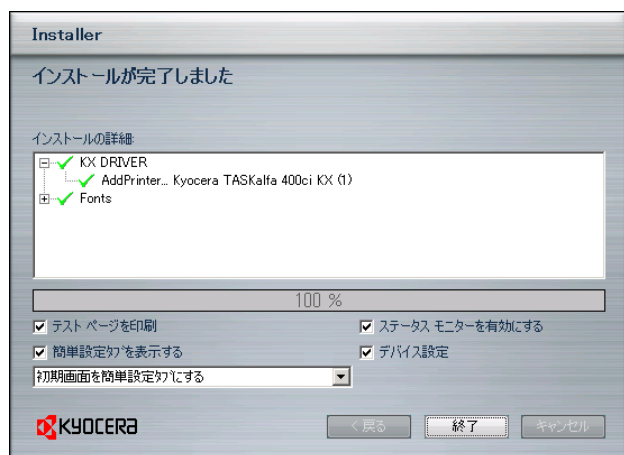 Installer
インストールが完了しました
インストールの詳細:
KX DRIVER
AddPrinter... Kyocera TASKalfa 400ci KX (1)
Fonts
100 %
テスト ページを印刷
ステータス モニターを有効にする
簡単設定タブを表示する
デバイス設定
初期画面を簡単設定タブにする
KYOCERA
< 戻る
終了
キャンセル